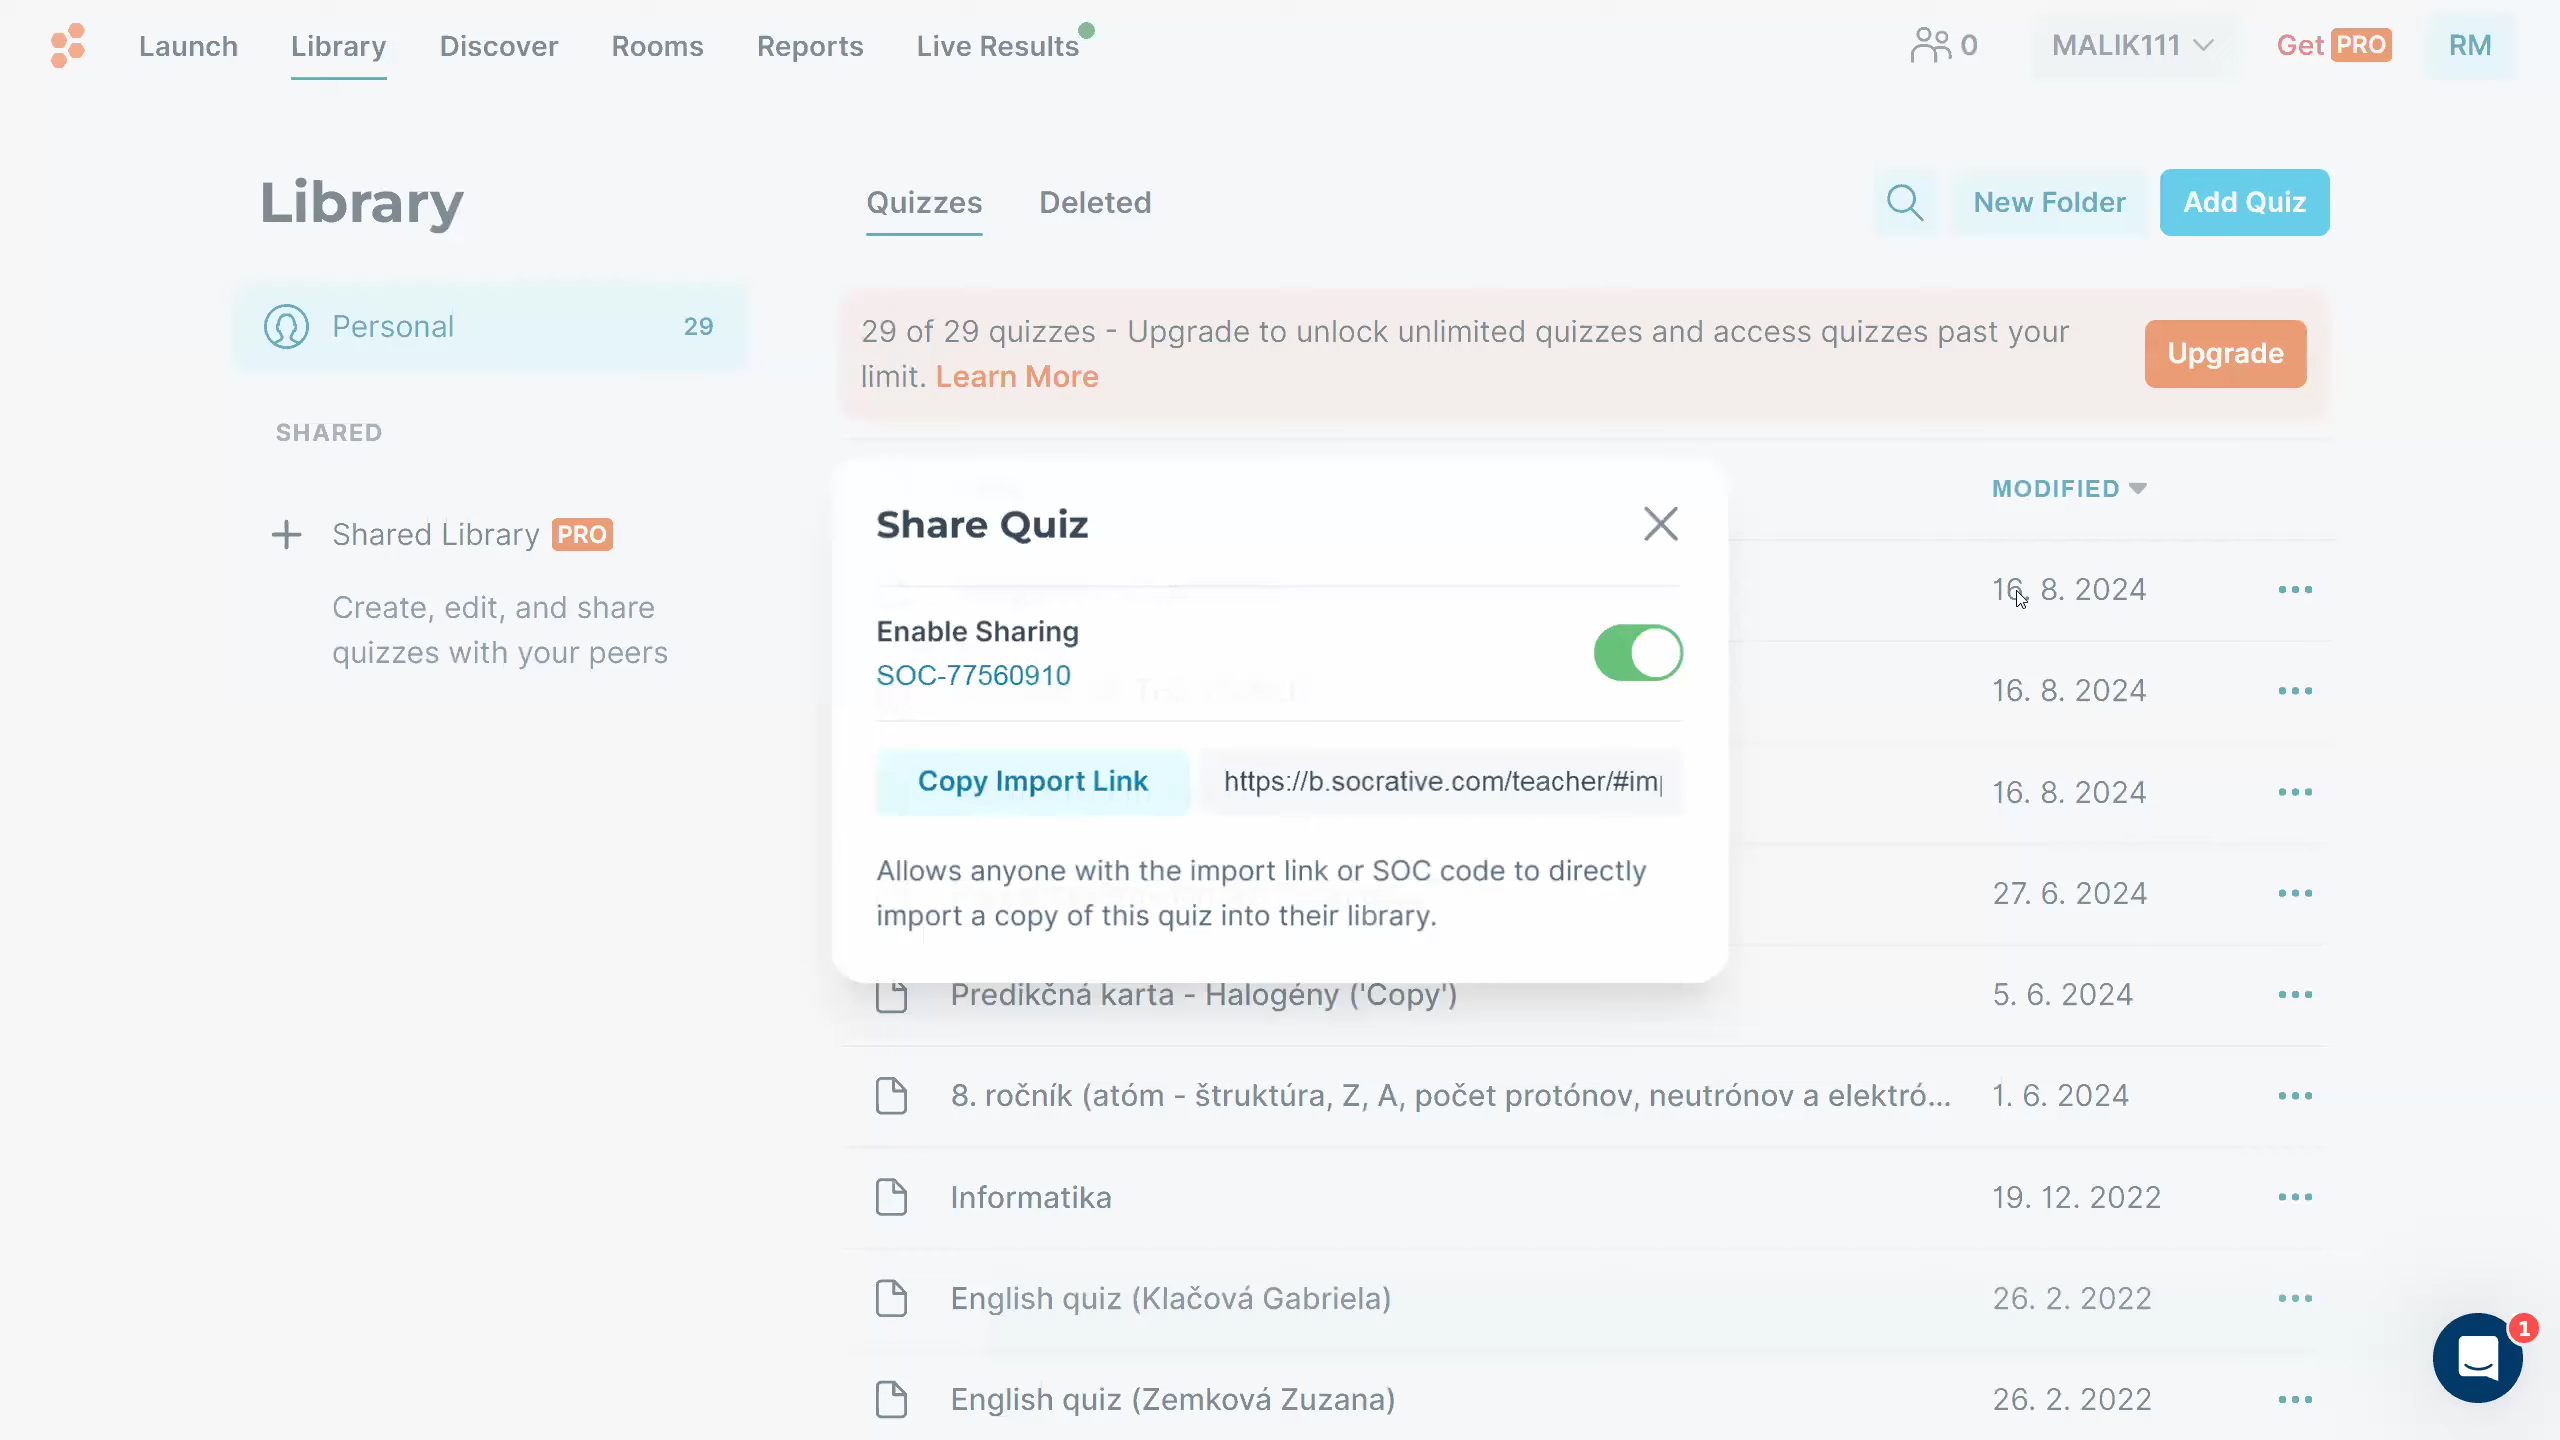 Launch Library Discover Rooms Reports Live Results 0 MALIK111 Get PRO RM
Library
Quizzes Deleted New Folder Add Quiz
Personal 29
29 of 29 quizzes - Upgrade to unlock unlimited quizzes and access quizzes past your
limit. Learn More
Upgrade
SHARED
Shared Library PRO
Create, edit, and share
quizzes with your peers
MODIFIED
Share Quiz
Enable Sharing
SOC-77560910
Copy Import Link https://b.socrative.com/teacher/#imp
Allows anyone with the import link or SOC code to directly
import a copy of this quiz into their library.
16. 8. 2024
16. 8. 2024
16. 8. 2024
27. 6. 2024
Predikčná karta - Halogény ('Copy') 5. 6. 2024
8. ročník (atóm - štruktúra, Z, A, počet protónov, neutrónov a elektró... 1. 6. 2024
Informatika 19. 12. 2022
English quiz (Klačová Gabriela) 26. 2. 2022
English quiz (Zemková Zuzana) 26. 2. 2022
1